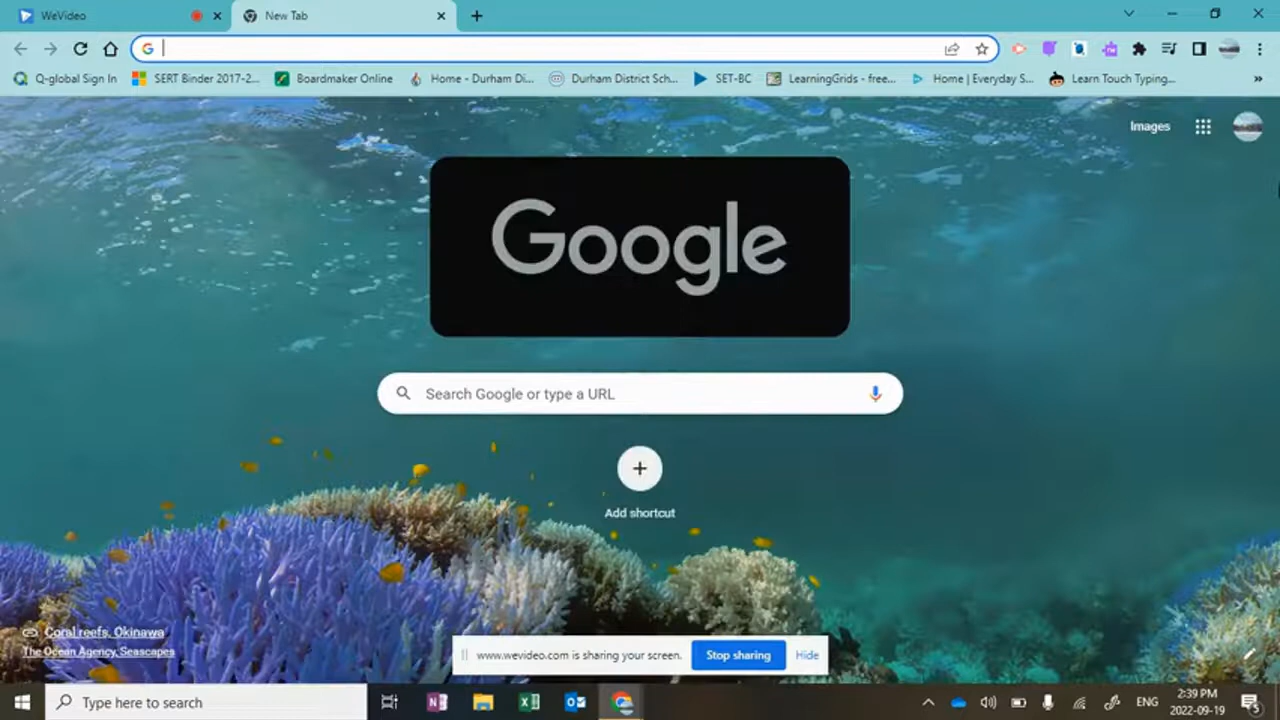 WeVideo
New Tab
Q-global Sign In
SERT Binder 2017-2...
Boardmaker Online
Home - Durham Di...
Durham District Sch...
SET-BC
LearningGrids - free...
Home | Everyday S...
Learn Touch Typing...
Images
Google
Search Google or type a URL
Add shortcut
Coral reefs, Okinawa
The Ocean Agency, Seascapes
www.wevideo.com is sharing your screen.
Stop sharing
Hide
Type here to search
ENG
2:39 PM
2022-09-19
5